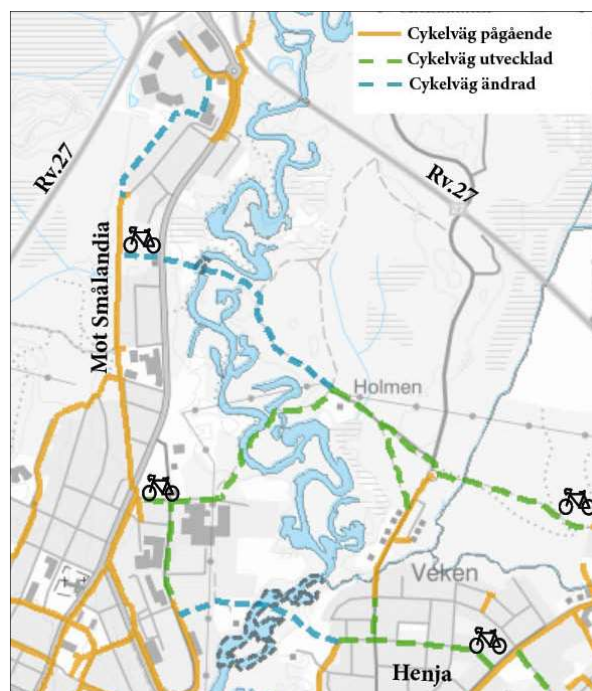 Cykelväg pågående
Cykelväg utvecklad
Cykelväg ändrad
Rv.27
Rv.27
Mot Smålandia
Holmen
Veken
Henja